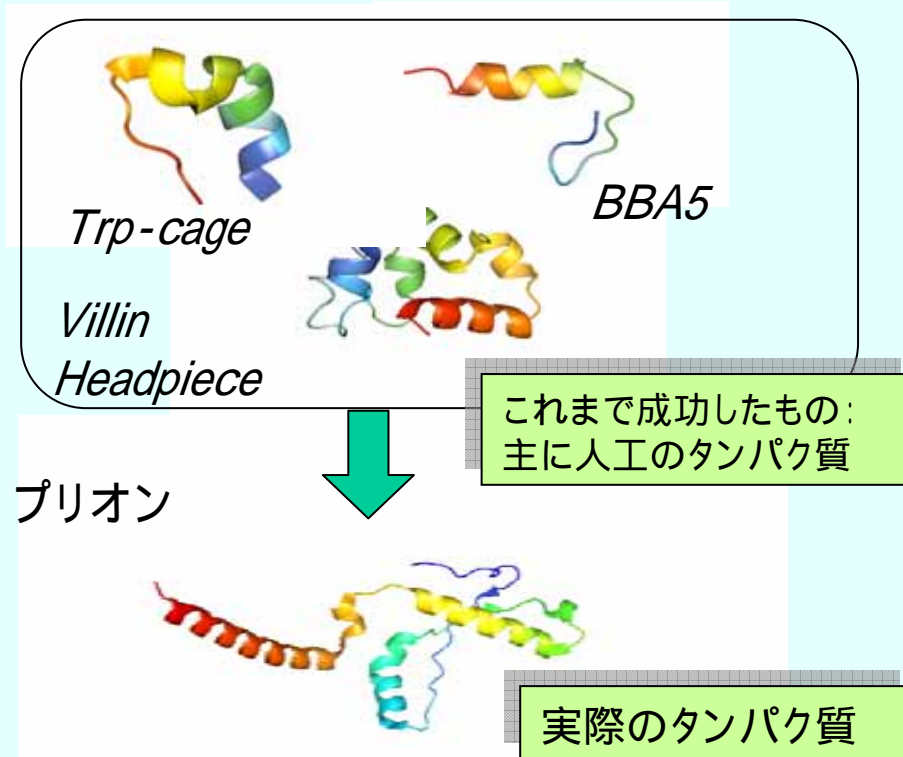 Trp-cage
BBA5
Villin
Headpiece
これまで成功したもの:
主に人工のタンパク質
プリオン
実際のタンパク質